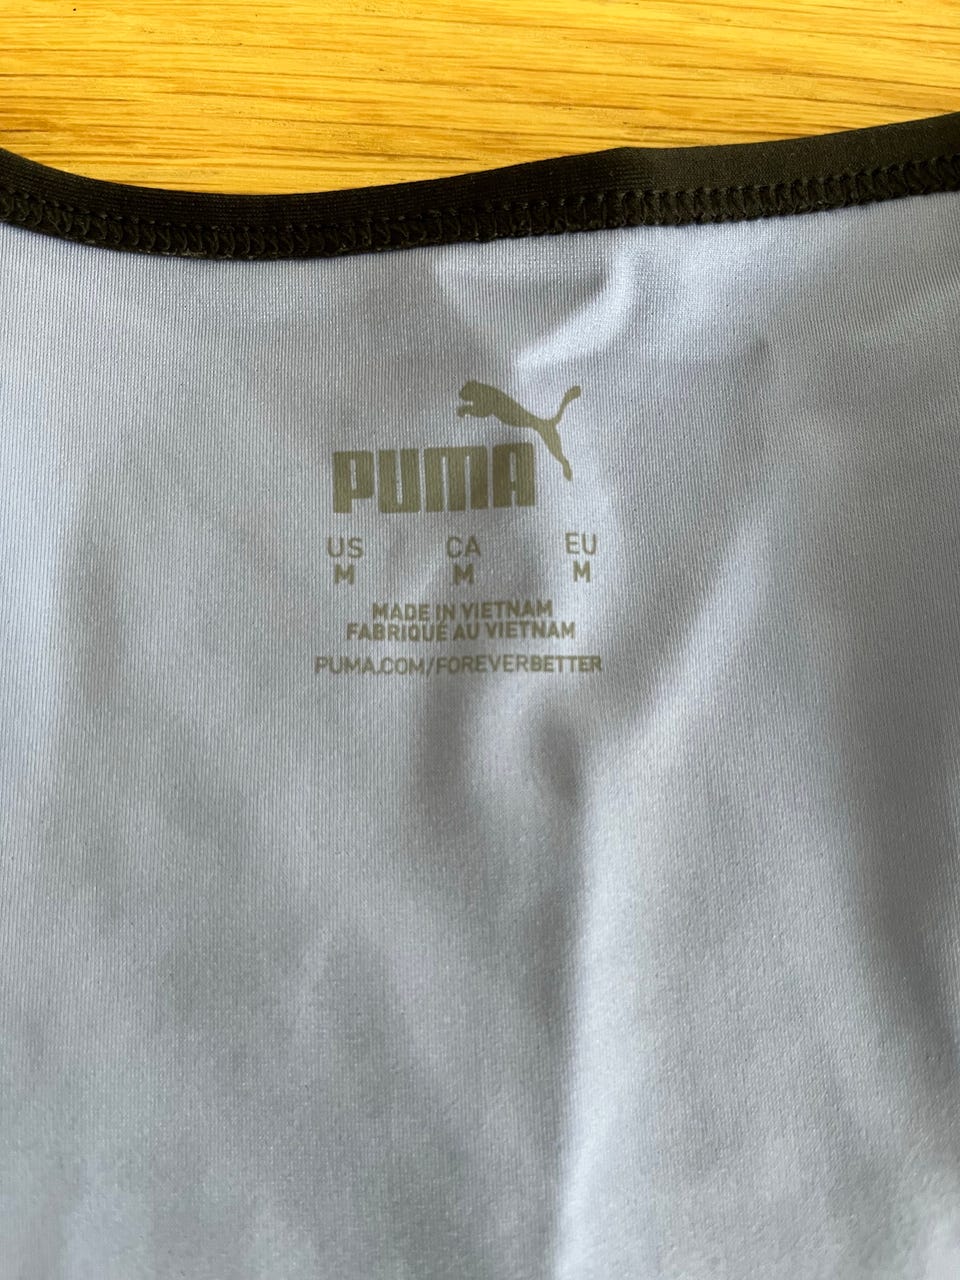 PUMA
US CA EU
M M M
MADE IN VIETNAM
FABRIQUÉ AU VIETNAM
PUMA.COM/FOREVERBETTER